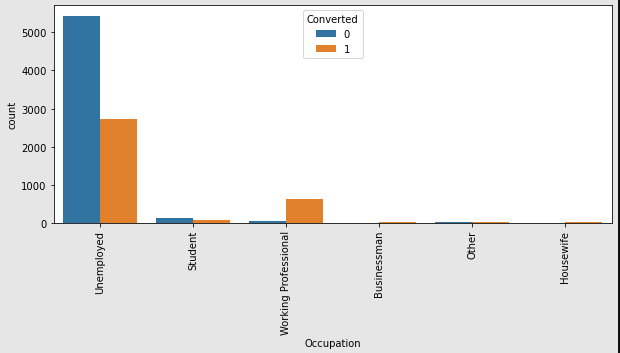 Converted
0
1
5000
4000
3000
2000
1000
0
count
Unemployed
Student
Working Professional
Businessman
Other
Housewife
Occupation